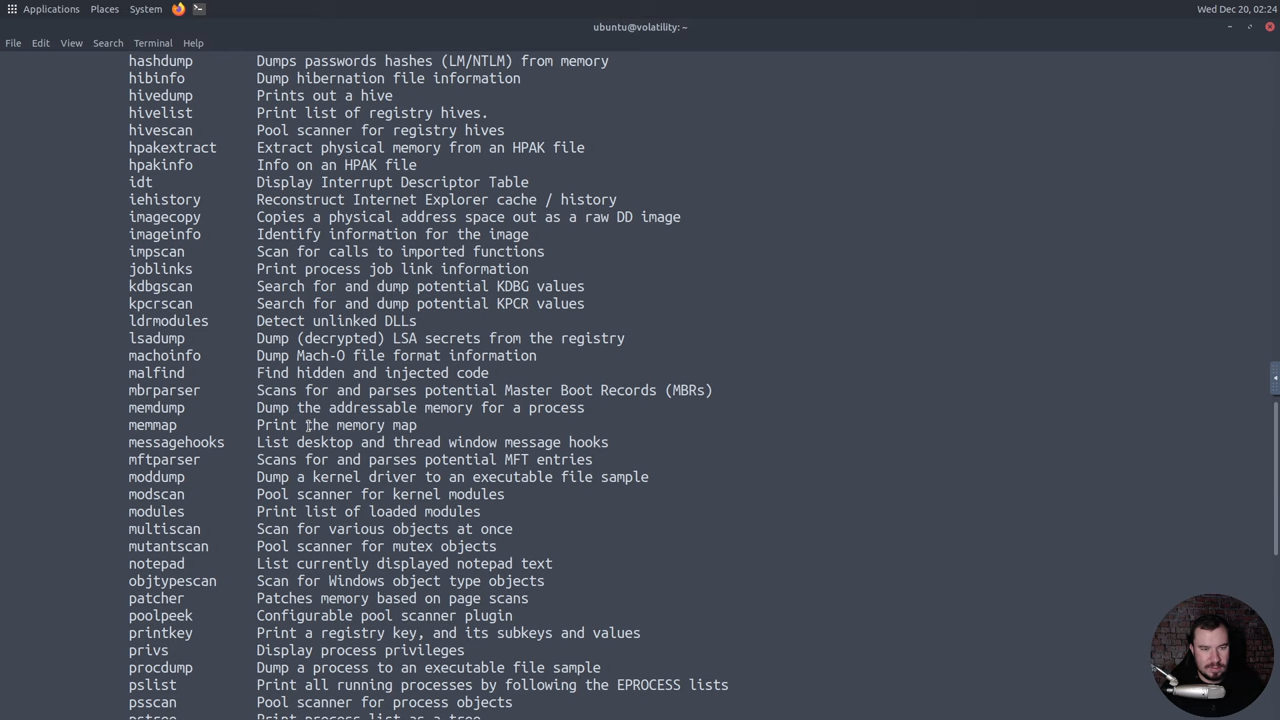 Applications Places System Wed Dec 20, 02:24
ubuntu@volatility: ~
File Edit View Search Terminal Help
hashdump Dumps passwords hashes (LM/NTLM) from memory
hibinfo Dump hibernation file information
hivedump Prints out a hive
hivelist Print list of registry hives.
hivescan Pool scanner for registry hives
hpakextract Extract physical memory from an HPAK file
hpakinfo Info on an HPAK file
idt Display Interrupt Descriptor Table
iehistory Reconstruct Internet Explorer cache / history
imagecopy Copies a physical address space out as a raw DD image
imageinfo Identify information for the image
impscan Scan for calls to imported functions
joblinks Print process job link information
kdbgscan Search for and dump potential KDBG values
kpcrscan Search for and dump potential KPCR values
ldrmodules Detect unlinked DLLs
lsadump Dump (decrypted) LSA secrets from the registry
machoinfo Dump Mach-O file format information
malfind Find hidden and injected code
mbrparser Scans for and parses potential Master Boot Records (MBRs)
memdump Dump the addressable memory for a process
memmap Print the memory map
messagehooks List desktop and thread window message hooks
mftparser Scans for and parses potential MFT entries
moddump Dump a kernel driver to an executable file sample
modscan Pool scanner for kernel modules
modules Print list of loaded modules
multiscan Scan for various objects at once
mutantscan Pool scanner for mutex objects
notepad List currently displayed notepad text
objtypescan Scan for Windows object type objects
patcher Patches memory based on page scans
poolpeek Configurable pool scanner plugin
printkey Print a registry key, and its subkeys and values
privs Display process privileges
procdump Dump a process to an executable file sample
pslist Print all running processes by following the EPROCESS lists
psscan Pool scanner for process objects
pstree Print process list as a tree